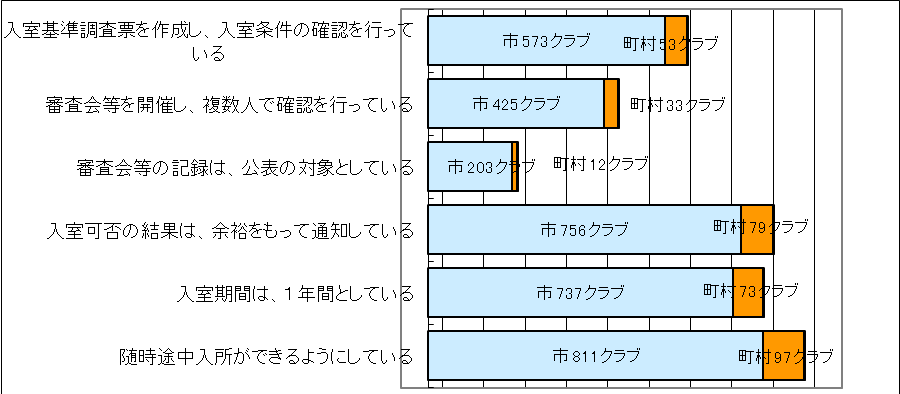 入室基準調査票を作成し、入室条件の確認を行って
いる
市573クラブ
町村53クラブ
審査会等を開催し、複数人で確認を行っている
市425クラブ
町村33クラブ
審査会等の記録は、公表の対象としている
市203クラブ
町村12クラブ
入室可否の結果は、余裕をもって通知している
市756クラブ
町村79クラブ
入室期間は、1年間としている
市737クラブ
町村73クラブ
随時途中入所ができるようにしている
市811クラブ
町村97クラブ